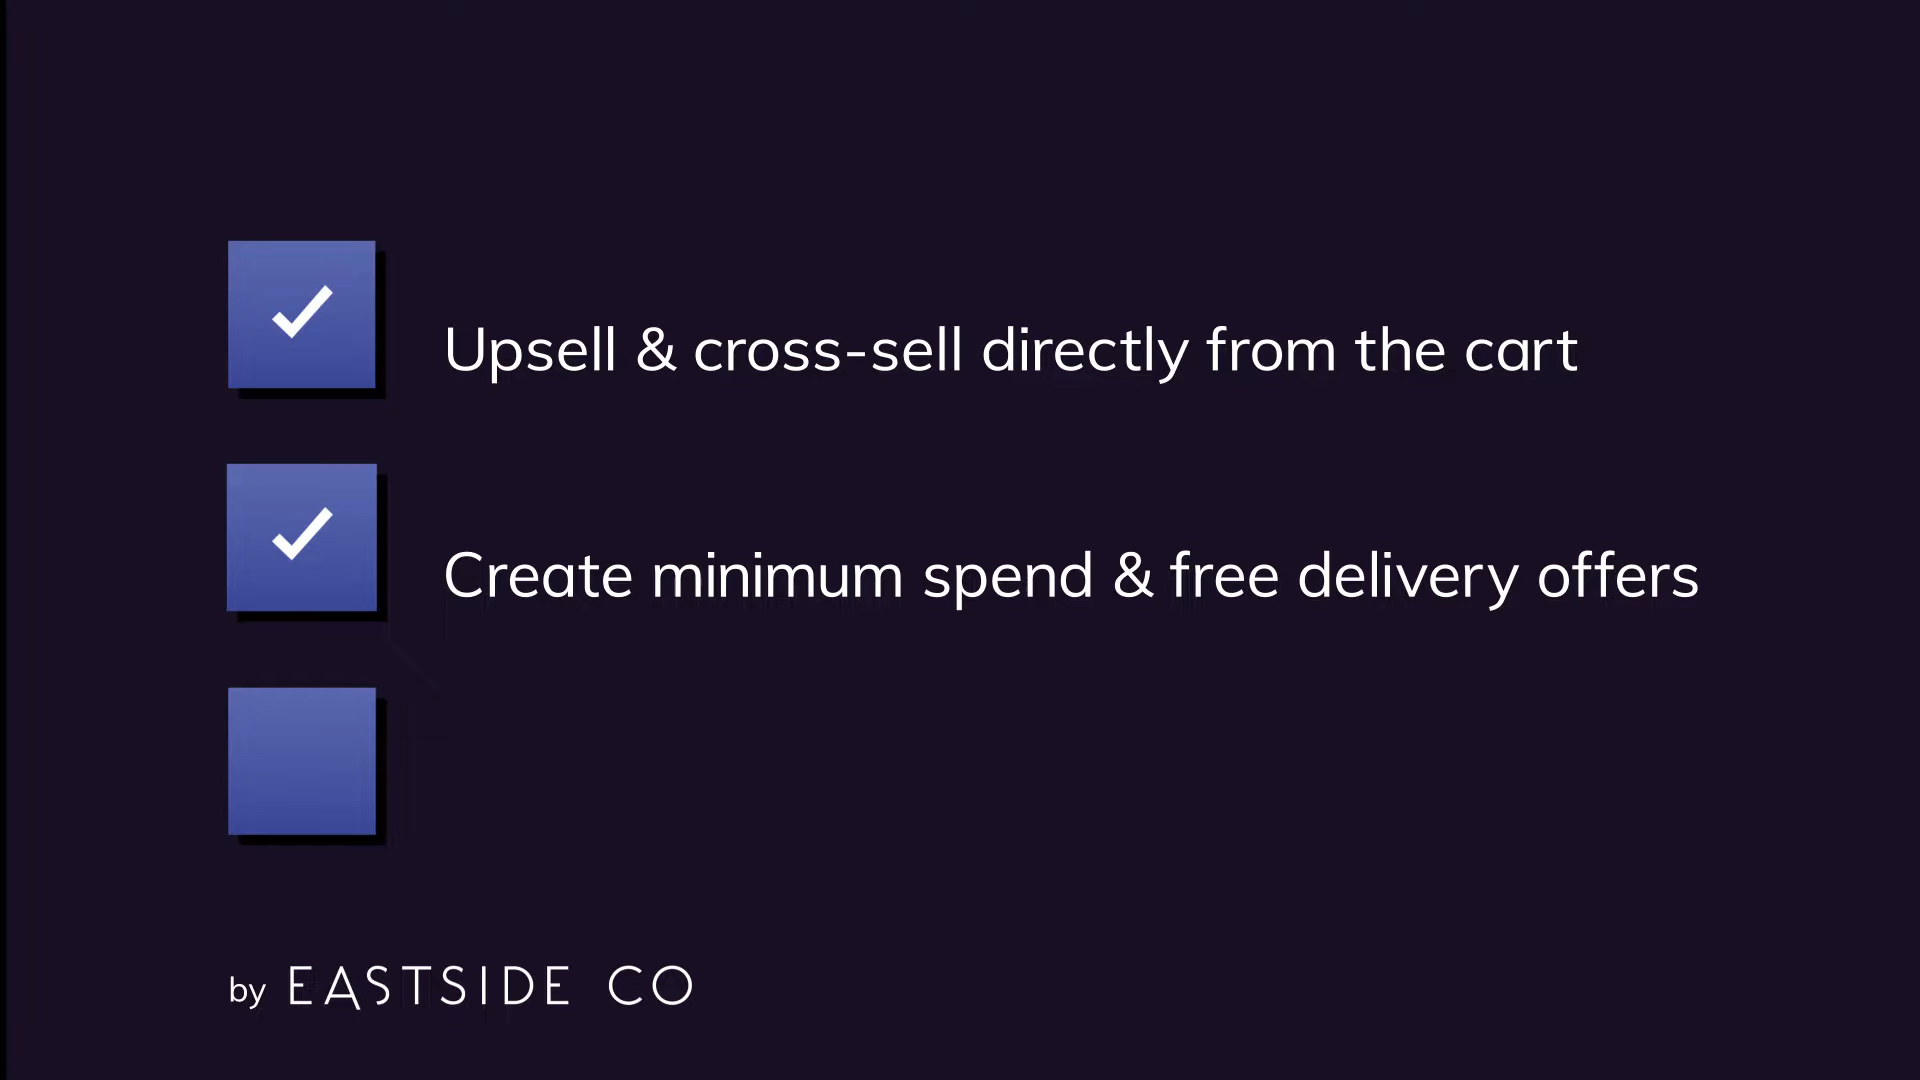 Upsell & cross-sell directly from the cart
Create minimum spend & free delivery offers
by EASTSIDE CO